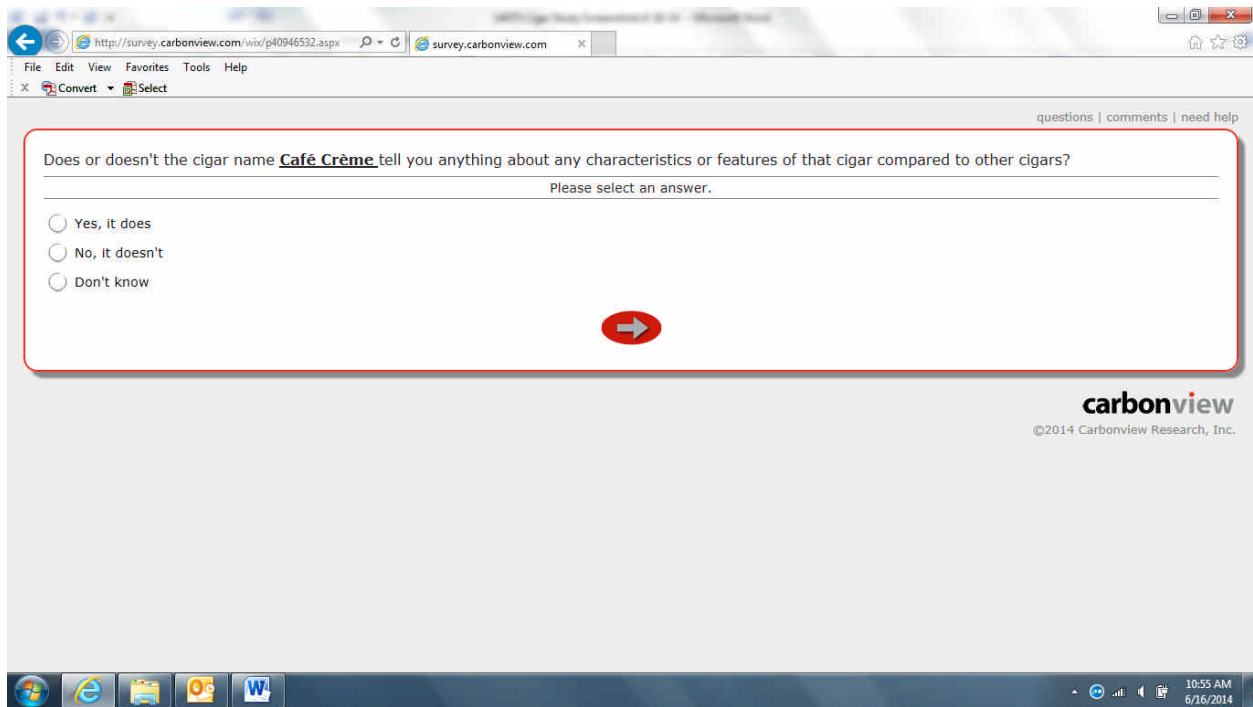 http://survey.carbonview.com/wix/p40946532.aspx
survey.carbonview.com
File Edit View Favorites Tools Help
Convert Select
questions | comments | need help
Does or doesn't the cigar name Café Crème tell you anything about any characteristics or features of that cigar compared to other cigars?
Please select an answer.
Yes, it does
No, it doesn't
Don't know
carbonview
©2014 Carbonview Research, Inc.
10:55 AM
6/16/2014